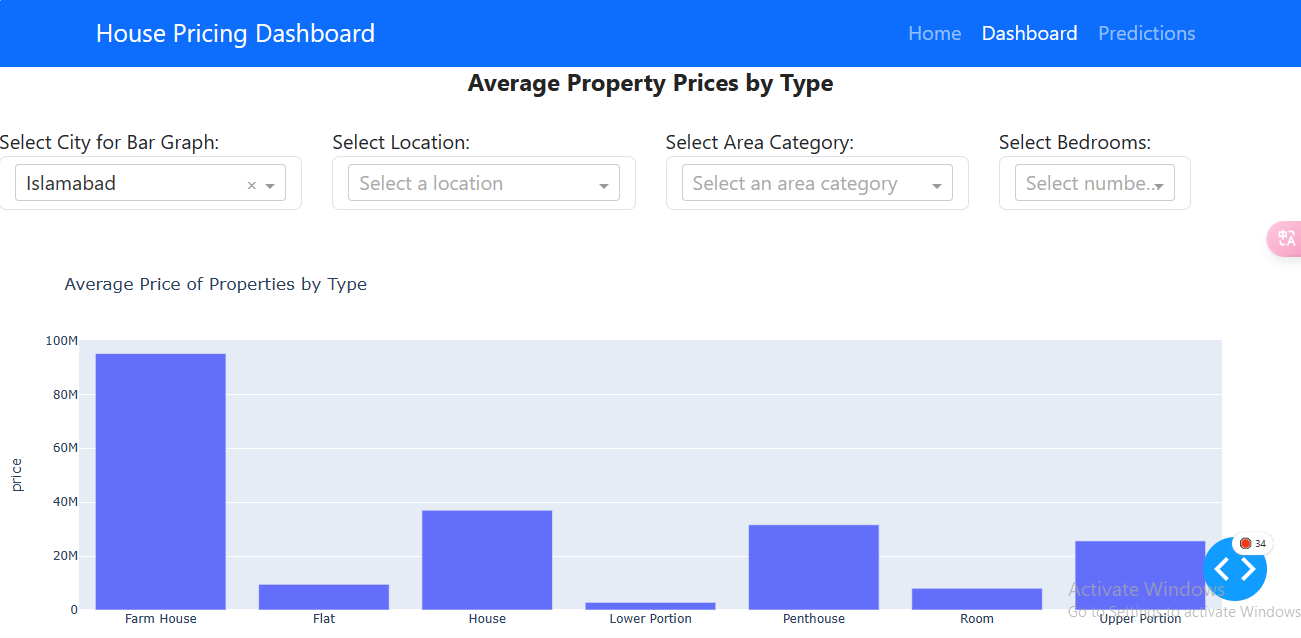 House Pricing Dashboard
Home Dashboard Predictions
Average Property Prices by Type
Select City for Bar Graph: Select Location: Select Area Category: Select Bedrooms:
Islamabad × Select a location Select an area category Select numbe...
中 A
Average Price of Properties by Type
100M
80M
60M
40M
20M
0
price
Farm House Flat House Lower Portion Penthouse Room Upper Portion
34
Activate Windows
Go to Settings to activate Windows